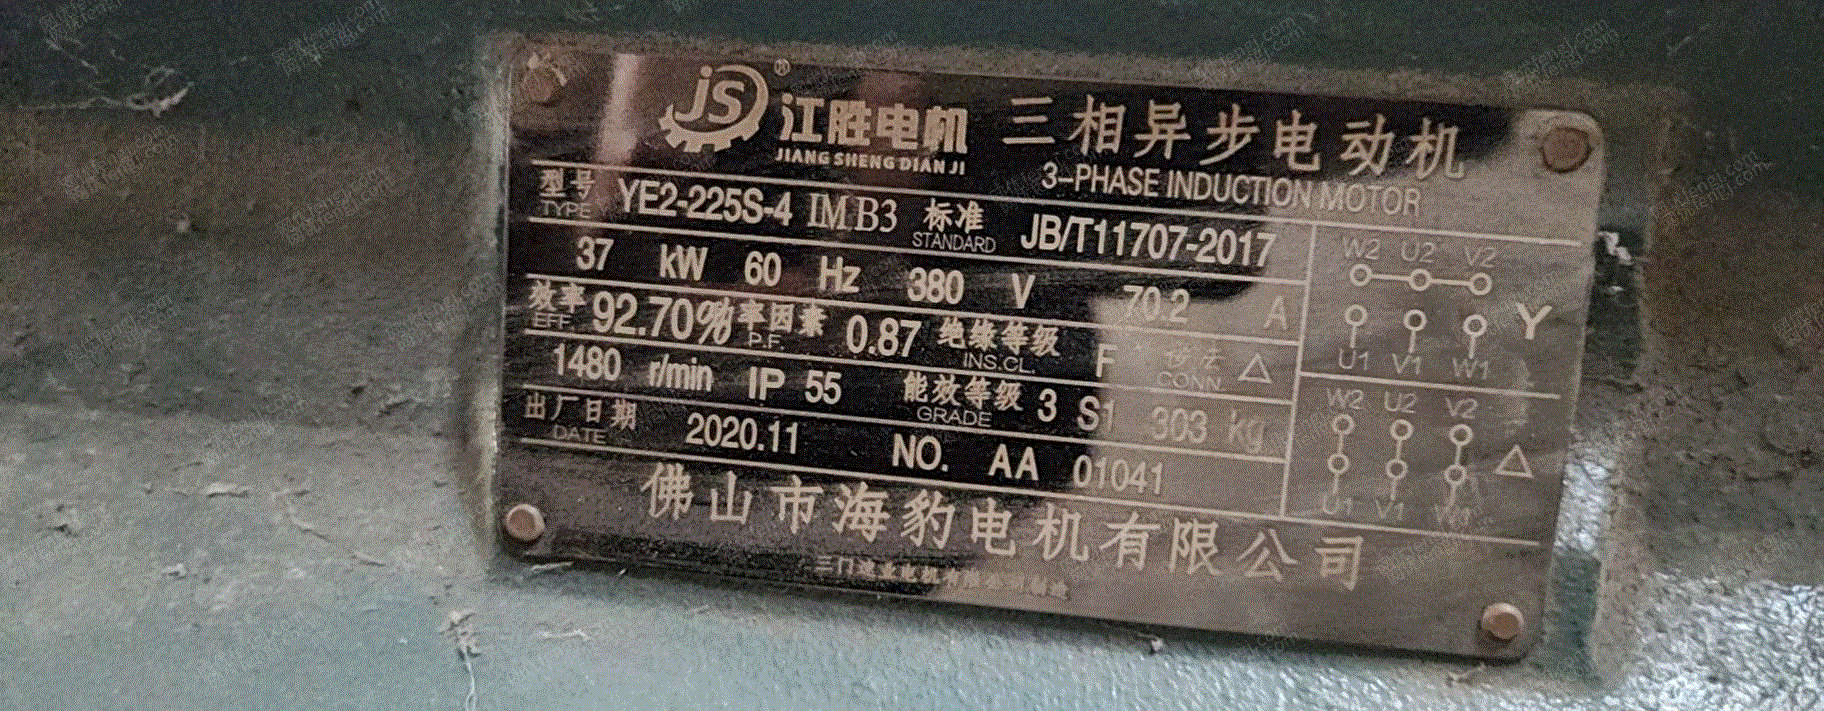 JS® 江胜电机 三相异步电动机
JIANG SHENG DIAN JI 3-PHASE INDUCTION MOTOR
型号 TYPE YE2-225S-4 IM B3 标准 STANDARD JB/T11707-2017
37 kW 60 Hz 380 V 70.2 A
效率 EFF. 92.70% 率因素 P.F. 0.87 绝缘等级 INS.CL. F 接法 CONN. △
1480 r/min IP 55 能效等级 GRADE 3 S1 303 kg
出厂日期 DATE 2020.11 NO. AA 01041
W2 U2 V2
Y
U1 V1 W1
W2 U2 V2
△
U1 V1 W1
佛山市海豹电机有限公司